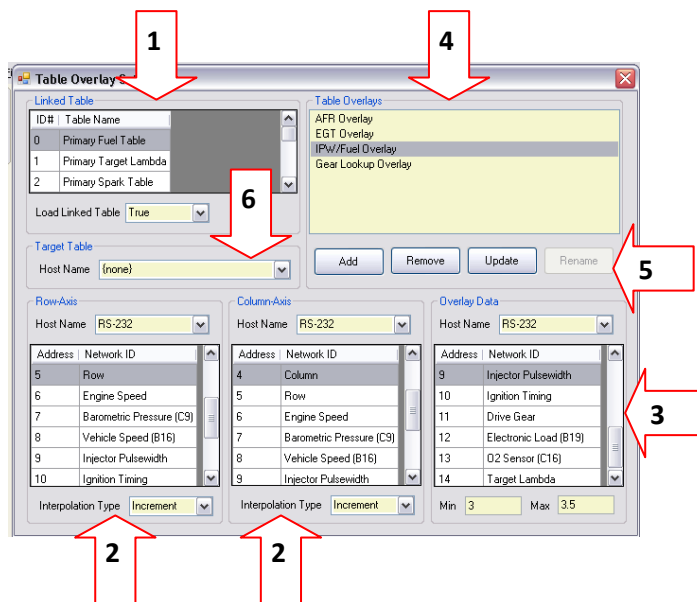 1
4
Table Overlay S
Linked Table
ID# Table Name
0 Primary Fuel Table
1 Primary Target Lambda
2 Primary Spark Table
Load Linked Table True
6
Target Table
Host Name {none}
Table Overlays
AFR Overlay
EGT Overlay
IPW/Fuel Overlay
Gear Lookup Overlay
Add Remove Update Rename
5
Row-Axis
Host Name RS-232
Address Network ID
5 Row
6 Engine Speed
7 Barometric Pressure (C9)
8 Vehicle Speed (B16)
9 Injector Pulsewidth
10 Ignition Timing
Interpolation Type Increment
Column-Axis
Host Name RS-232
Address Network ID
4 Column
5 Row
6 Engine Speed
7 Barometric Pressure (C9)
8 Vehicle Speed (B16)
9 Injector Pulsewidth
Interpolation Type Increment
Overlay Data
Host Name RS-232
Address Network ID
9 Injector Pulsewidth
10 Ignition Timing
11 Drive Gear
12 Electronic Load (B19)
13 O2 Sensor (C16)
14 Target Lambda
Min 3 Max 3.5
3
2
2